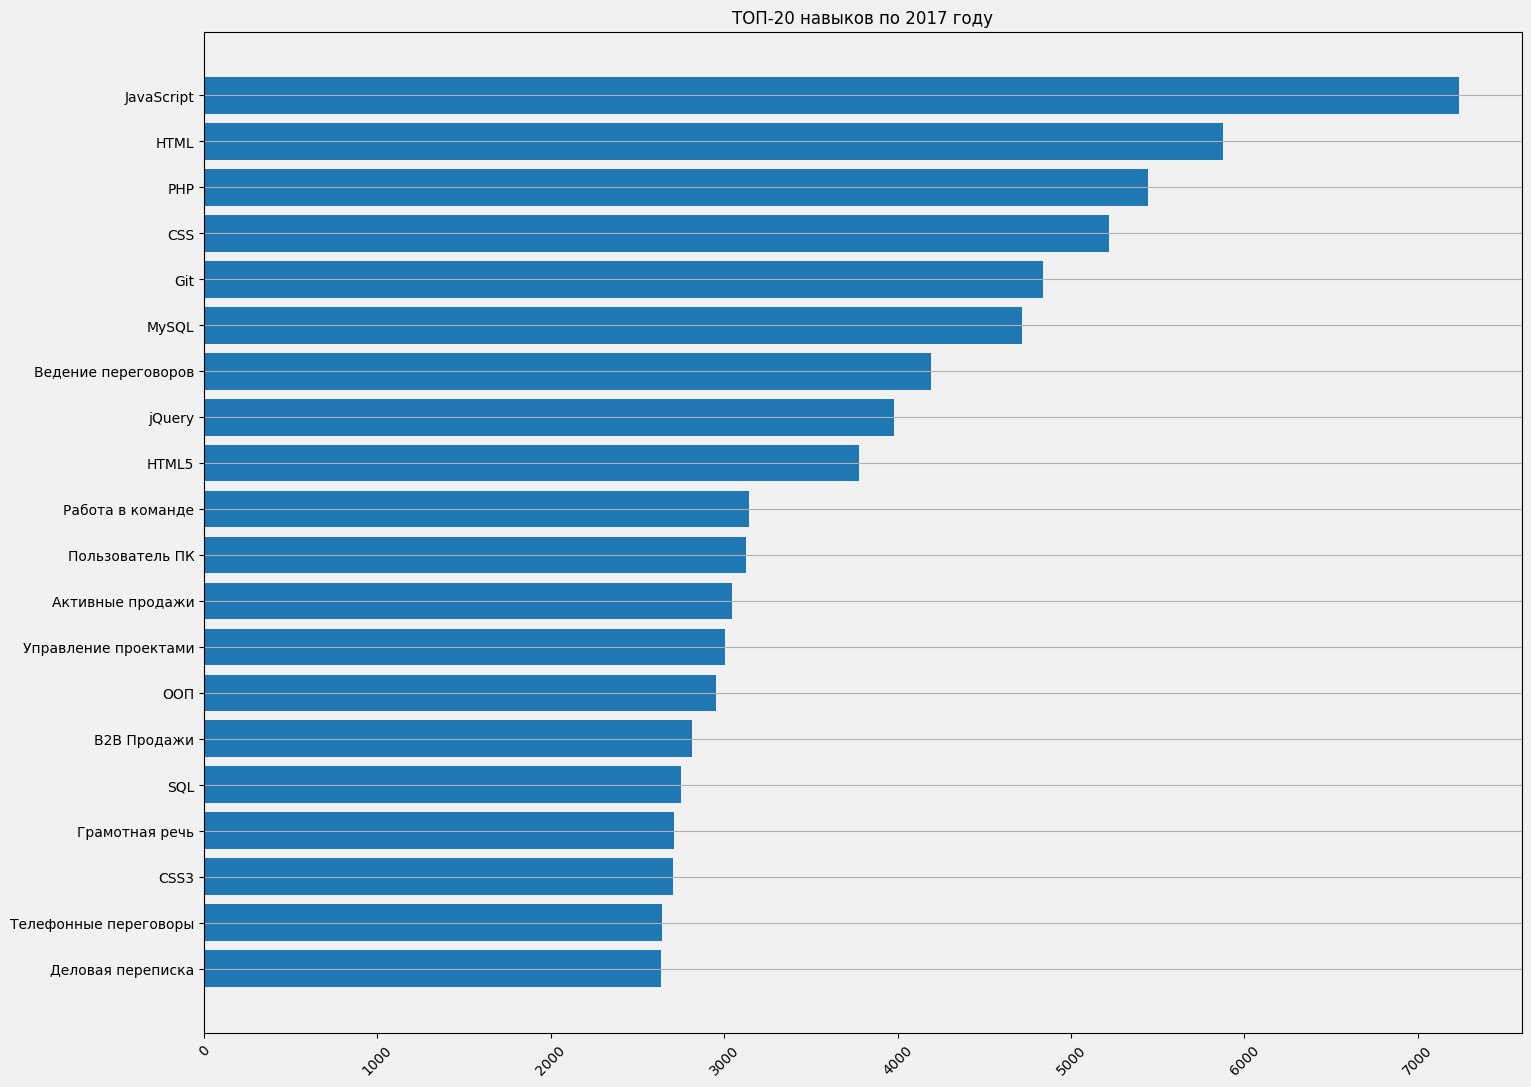 ТОП-20 навыков по 2017 году
JavaScript
HTML
PHP
CSS
Git
MySQL
Ведение переговоров
jQuery
HTML5
Работа в команде
Пользователь ПК
Активные продажи
Управление проектами
ООП
B2B Продажи
SQL
Грамотная речь
CSS3
Телефонные переговоры
Деловая переписка
0 1000 2000 3000 4000 5000 6000 7000